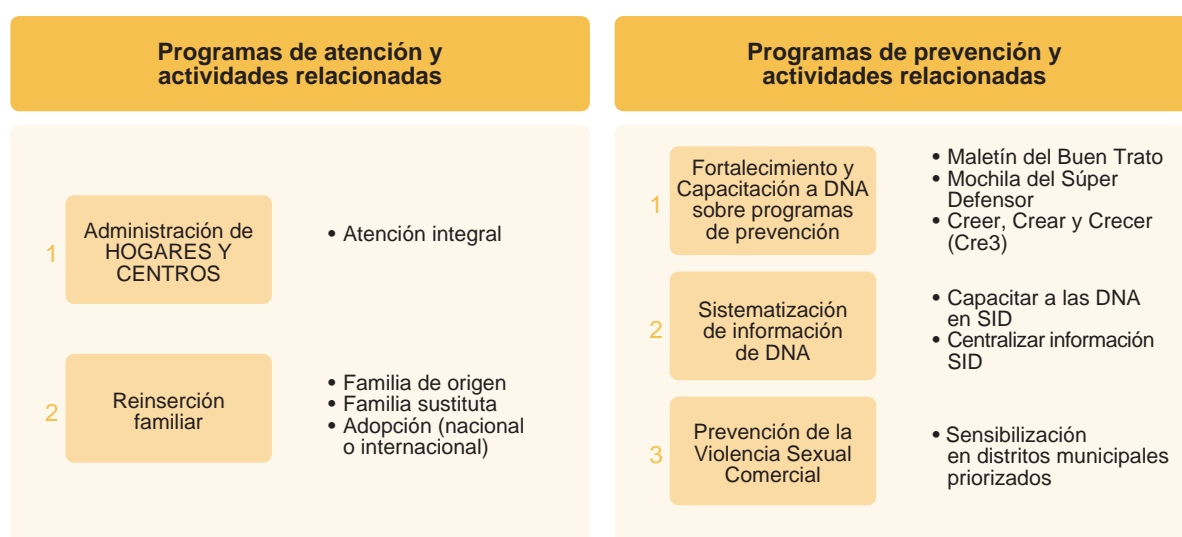 Programas de atención y
actividades relacionadas
1
Administración de
HOGARES Y
CENTROS
• Atención integral
2
Reinserción
familiar
• Familia de origen
• Familia sustituta
• Adopción (nacional
o internacional)
Programas de prevención y
actividades relacionadas
1
Fortalecimiento y
Capacitación a DNA
sobre programas
de prevención
• Maletín del Buen Trato
• Mochila del Súper
Defensor
• Creer, Crear y Crecer
(Cre3)
2
Sistematización
de información
de DNA
• Capacitar a las DNA
en SID
• Centralizar información
SID
3
Prevención de la
Violencia Sexual
Comercial
• Sensibilización
en distritos municipales
priorizados